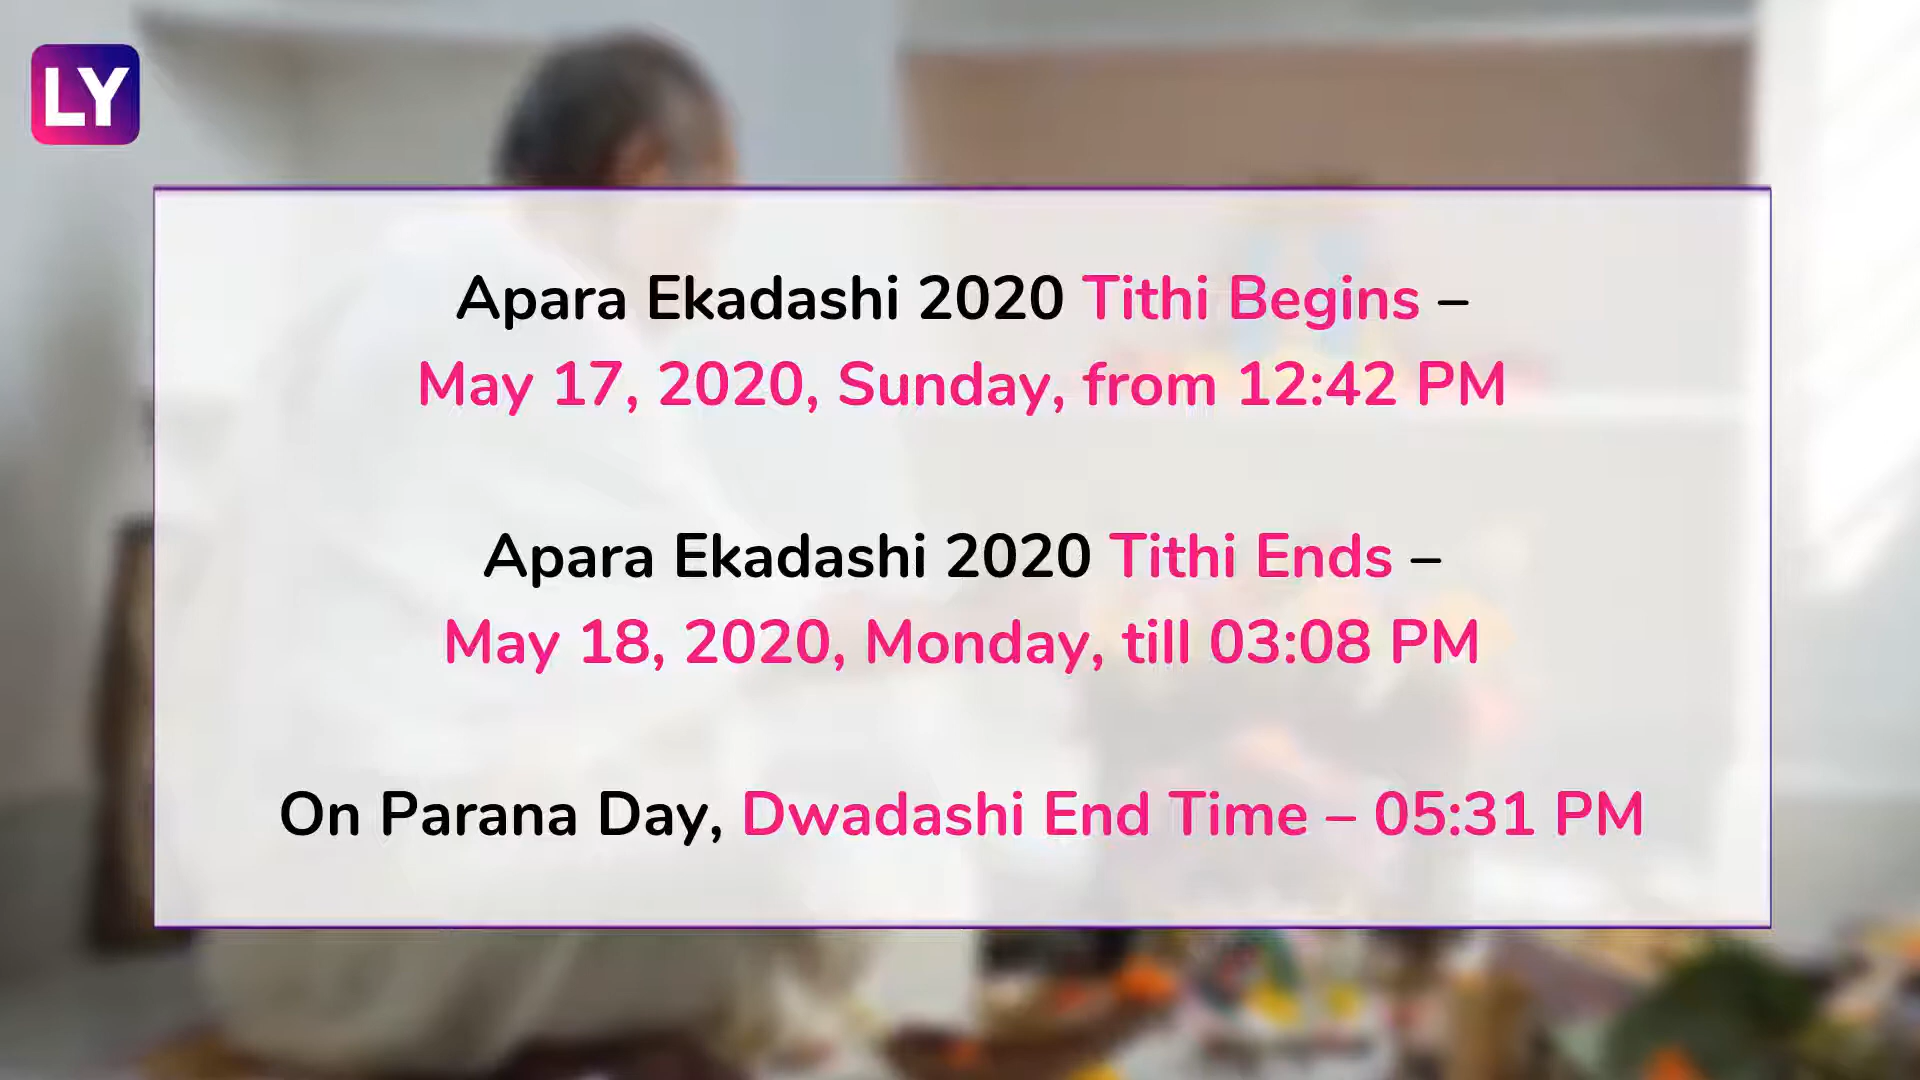 LY
Apara Ekadashi 2020 Tithi Begins –
May 17, 2020, Sunday, from 12:42 PM
Apara Ekadashi 2020 Tithi Ends –
May 18, 2020, Monday, till 03:08 PM
On Parana Day, Dwadashi End Time – 05:31 PM